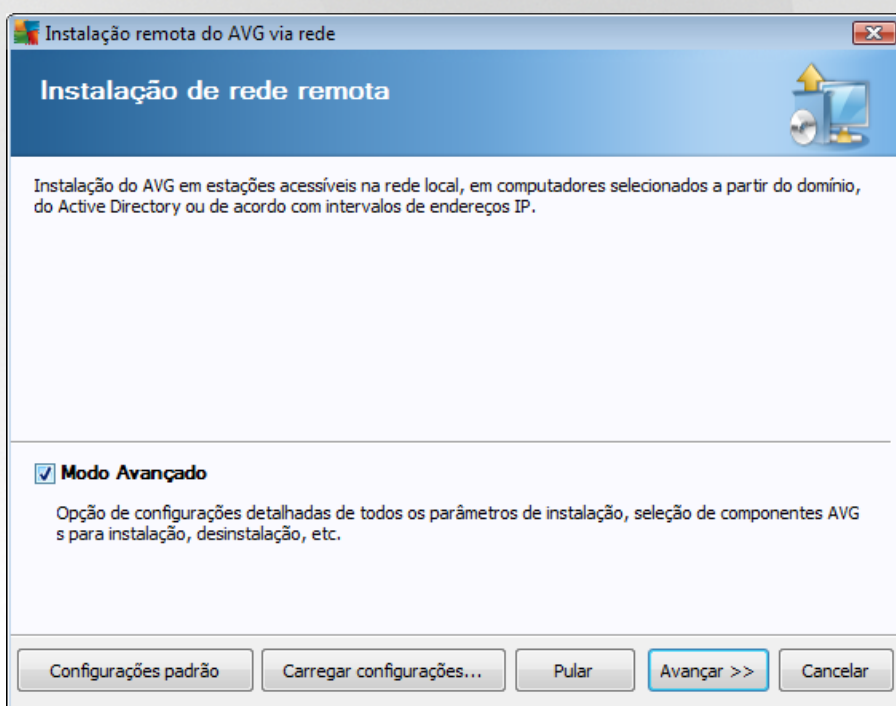 Instalação remota do AVG via rede
Instalação de rede remota
Instalação do AVG em estações acessíveis na rede local, em computadores selecionados a partir do domínio,
do Active Directory ou de acordo com intervalos de endereços IP.
Modo Avançado
Opção de configurações detalhadas de todos os parâmetros de instalação, seleção de componentes AVG
s para instalação, desinstalação, etc.
Configurações padrão
Carregar configurações...
Pular
Avançar >>
Cancelar